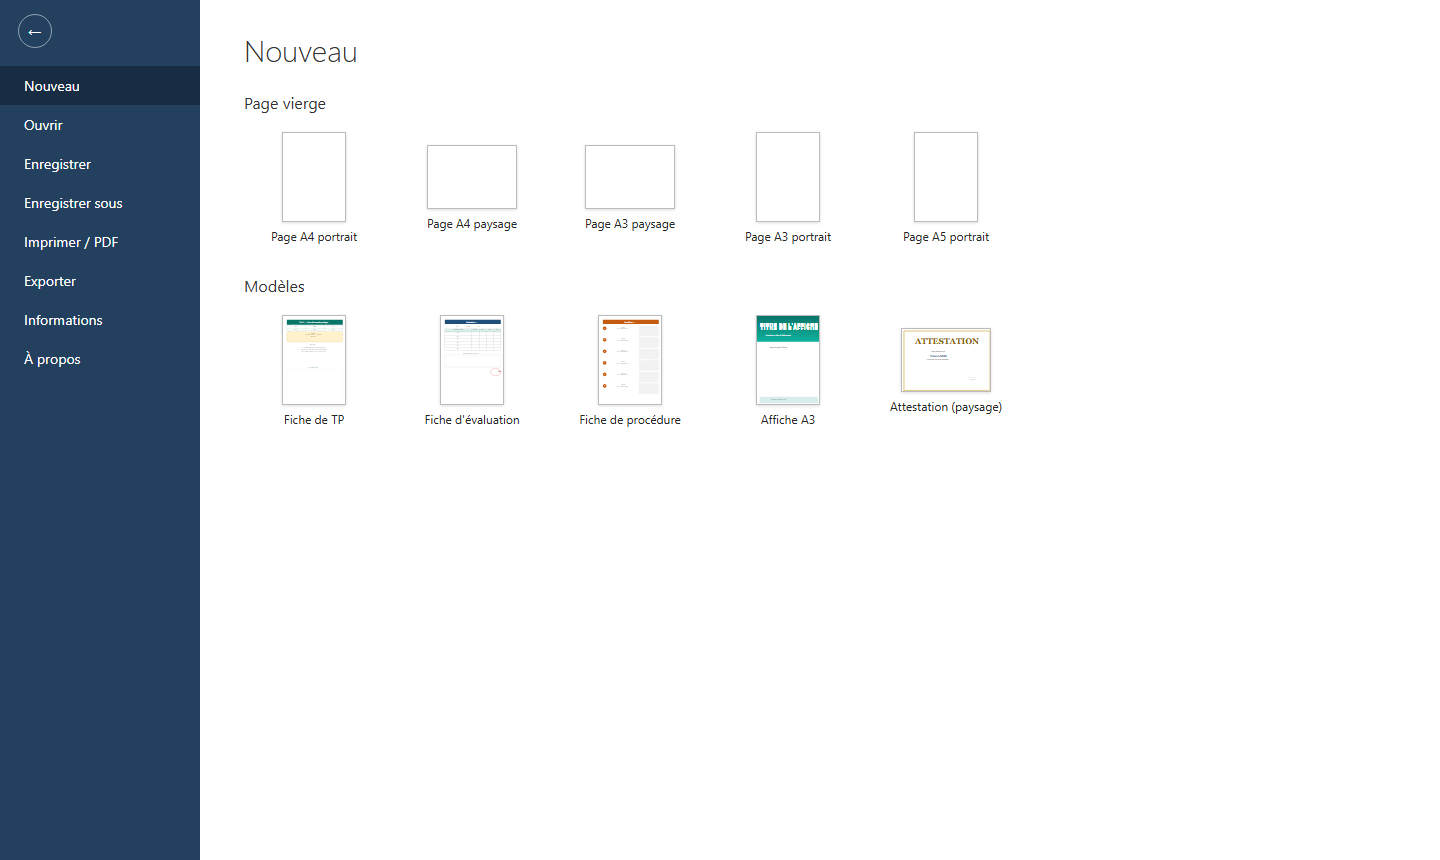 ←
Nouveau
Ouvrir
Enregistrer
Enregistrer sous
Imprimer / PDF
Exporter
Informations
À propos
Nouveau
Page vierge
Page A4 portrait
Page A4 paysage
Page A3 paysage
Page A3 portrait
Page A5 portrait
Modèles
TITRE DE L'AFFICHE
ATTESTATION
Fiche de TP
Fiche d'évaluation
Fiche de procédure
Affiche A3
Attestation (paysage)